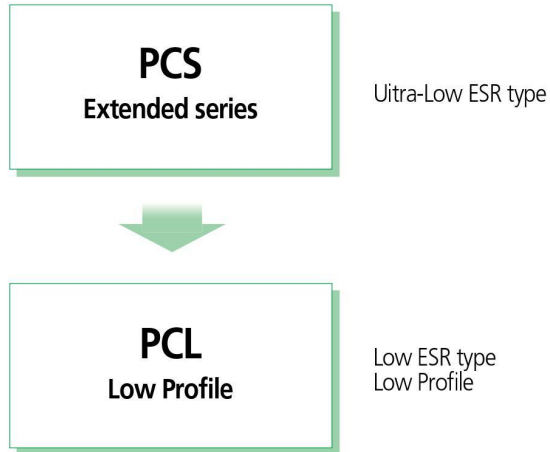 PCS
Extended series
Uitra-Low ESR type
PCL
Low Profile
Low ESR type
Low Profile